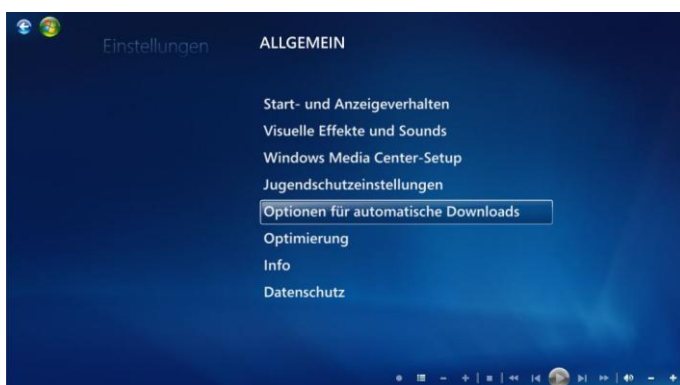 Einstellungen
ALLGEMEIN
Start- und Anzeigeverhalten
Visuelle Effekte und Sounds
Windows Media Center-Setup
Jugendschutzeinstellungen
Optionen für automatische Downloads
Optimierung
Info
Datenschutz